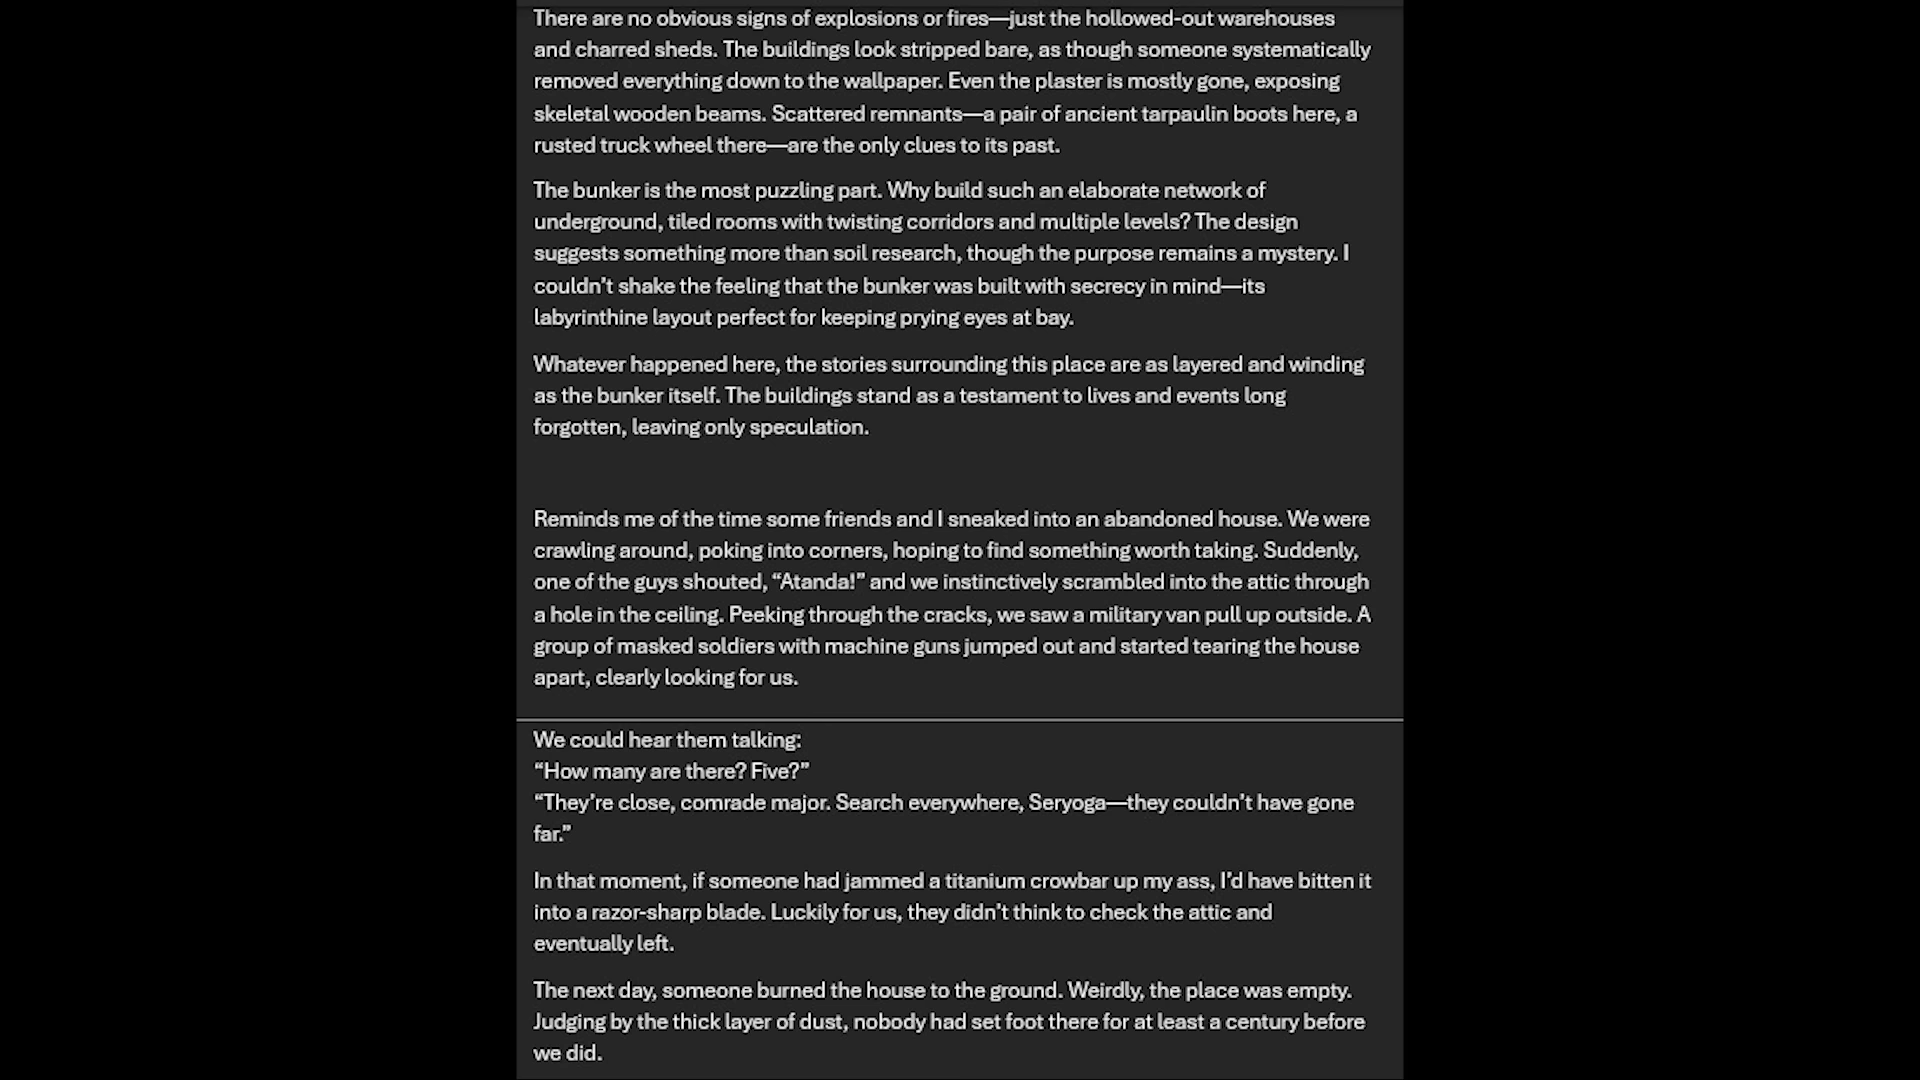 There are no obvious signs of explosions or fires—just the hollowed-out warehouses
and charred sheds. The buildings look stripped bare, as though someone systematically
removed everything down to the wallpaper. Even the plaster is mostly gone, exposing
skeletal wooden beams. Scattered remnants—a pair of ancient tarpaulin boots here, a
rusted truck wheel there—are the only clues to its past.
The bunker is the most puzzling part. Why build such an elaborate network of
underground, tiled rooms with twisting corridors and multiple levels? The design
suggests something more than soil research, though the purpose remains a mystery. I
couldn’t shake the feeling that the bunker was built with secrecy in mind—its
labyrinthine layout perfect for keeping prying eyes at bay.
Whatever happened here, the stories surrounding this place are as layered and winding
as the bunker itself. The buildings stand as a testament to lives and events long
forgotten, leaving only speculation.
Reminds me of the time some friends and I sneaked into an abandoned house. We were
crawling around, poking into corners, hoping to find something worth taking. Suddenly,
one of the guys shouted, “Atanda!” and we instinctively scrambled into the attic through
a hole in the ceiling. Peeking through the cracks, we saw a military van pull up outside. A
group of masked soldiers with machine guns jumped out and started tearing the house
apart, clearly looking for us.
We could hear them talking:
“How many are there? Five?”
“They’re close, comrade major. Search everywhere, Seryoga—they couldn’t have gone
far.”
In that moment, if someone had jammed a titanium crowbar up my ass, I’d have bitten it
into a razor-sharp blade. Luckily for us, they didn’t think to check the attic and
eventually left.
The next day, someone burned the house to the ground. Weirdly, the place was empty.
Judging by the thick layer of dust, nobody had set foot there for at least a century before
we did.